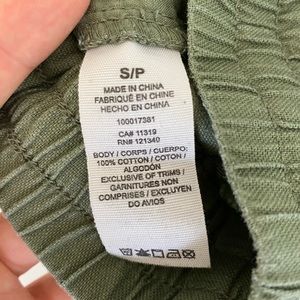 S/P
MADE IN CHINA
FABRIQUÉ EN CHINE
HECHO EN CHINA
100017381
CA# 11319
RN# 121349
BODY / CORPS / CUERPO:
100% COTTON / COTON /
ALGODÓN
EXCLUSIVE OF TRIMS /
GARNITURES NON
COMPRISES / EXCLUYEN
DO AVIOS